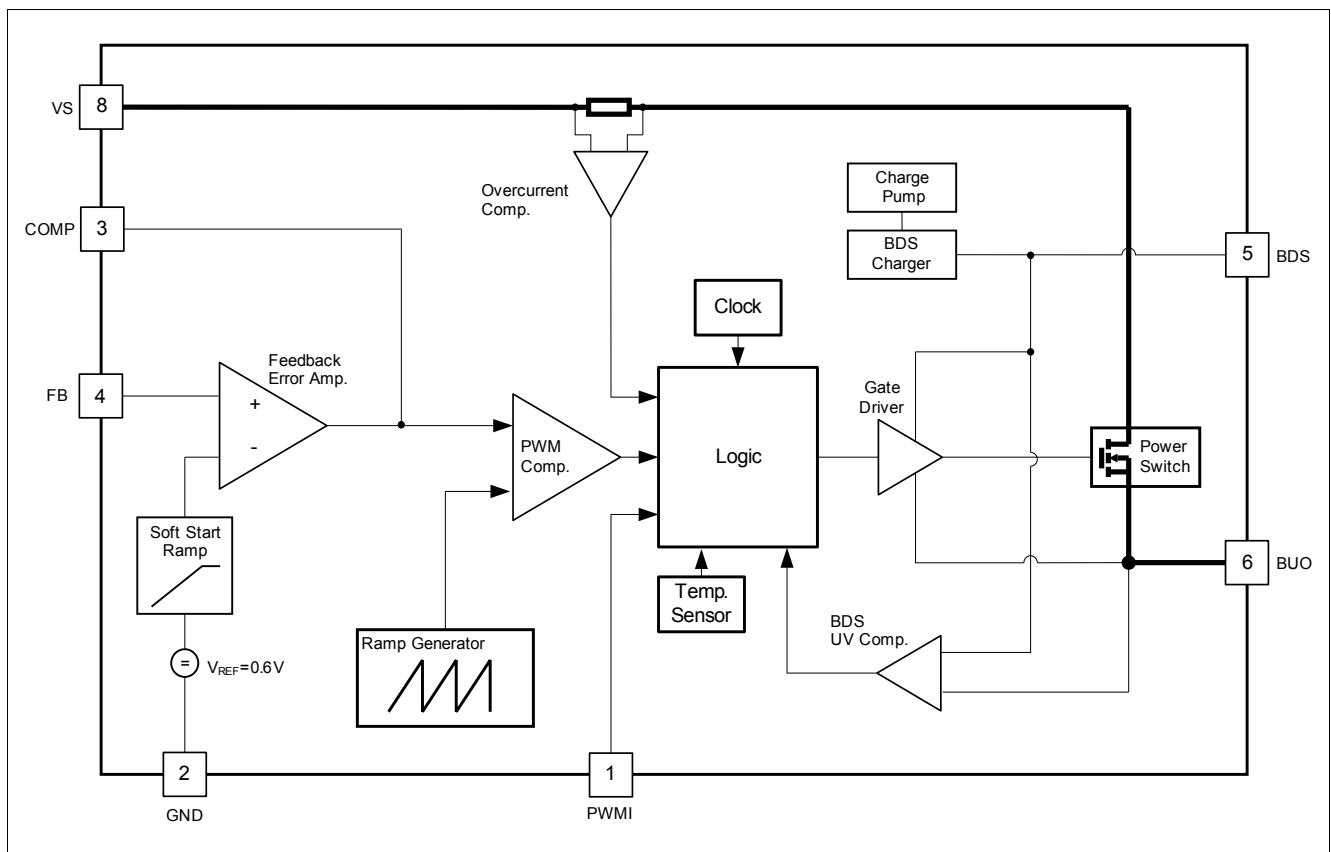 VS
8
Overcurrent
Comp.
Charge
Pump
COMP
3
BDS
Charger
5
BDS
Clock
FB
4
Feedback
Error Amp.
+
-
PWM
Comp.
Logic
Gate
Driver
Power
Switch
Soft Start
Ramp
6
BUO
Temp.
Sensor
BDS
UV Comp.
Ramp Generator
=
VREF=0.6V
2
GND
1
PWMI